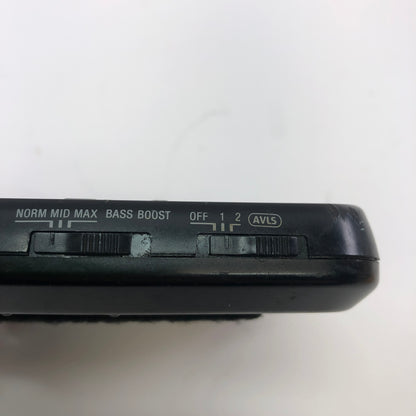 NORM MID MAX BASS BOOST OFF 1 2 AVLS